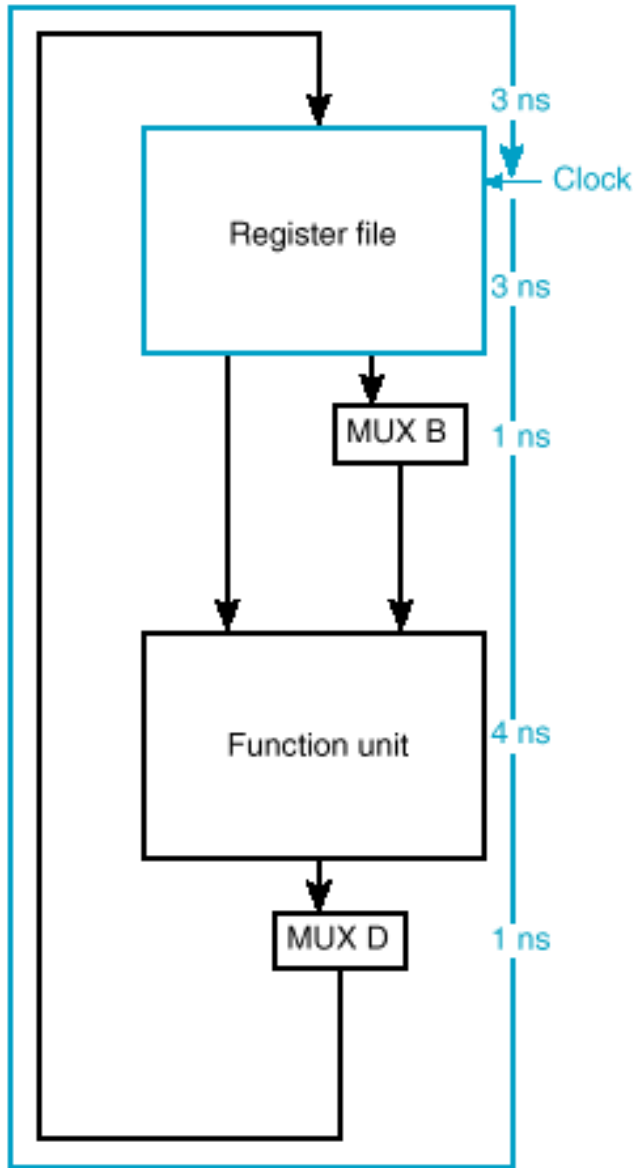 3 ns
Clock
Register file
3 ns
MUX B
1 ns
Function unit
4 ns
MUX D
1 ns